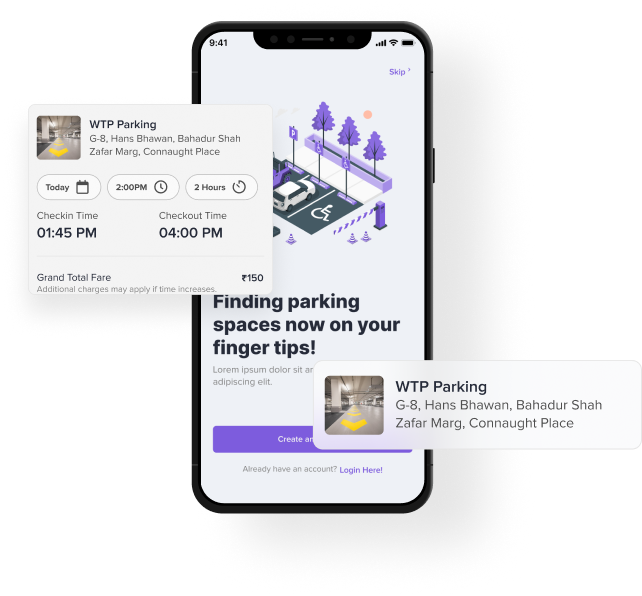 9:41
Skip
WTP Parking
G-8, Hans Bhawan, Bahadur Shah
Zafar Marg, Connaught Place
Today
2:00PM
2 Hours
Checkin Time
Checkout Time
01:45 PM
04:00 PM
Grand Total Fare
₹150
Additional charges may apply if time increases.
Finding parking
spaces now on your
finger tips!
Lorem ipsum dolor sit
adipiscing elit.
WTP Parking
G-8, Hans Bhawan, Bahadur Shah
Zafar Marg, Connaught Place
Create
Already have an account? Login Here!